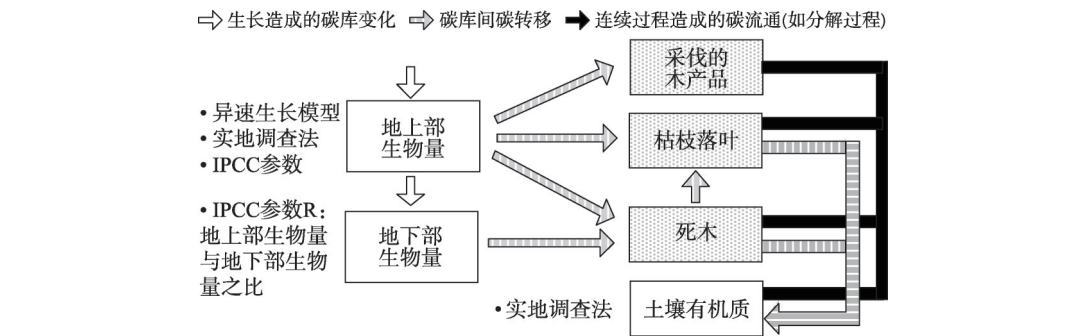 生长造成的碳库变化 碳库间碳转移 连续过程造成的碳流通(如分解过程)
采伐的
木产品
• 异速生长模型
• 实地调查法
• IPCC参数
地上部
生物量
枯枝落叶
• IPCC参数R：
地上部生物量
与地下部生物
量之比
地下部
生物量
死木
• 实地调查法
土壤有机质